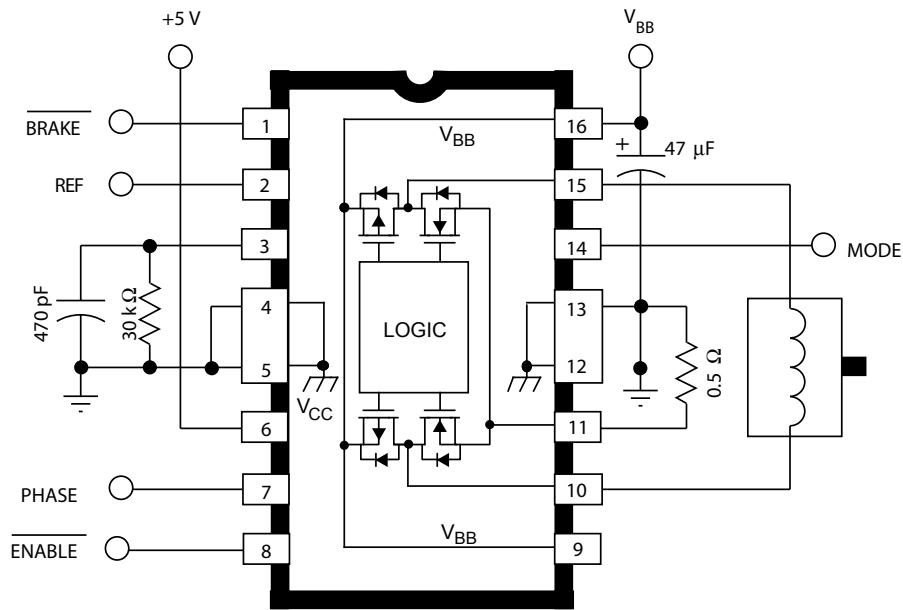 +5 V
V_BB
BRAKE
1
V_BB
16
+
47 µF
REF
2
15
3
14
MODE
470 pF
30 kΩ
4
5
LOGIC
13
12
0.5 Ω
V_CC
6
11
PHASE
7
10
ENABLE
8
V_BB
9